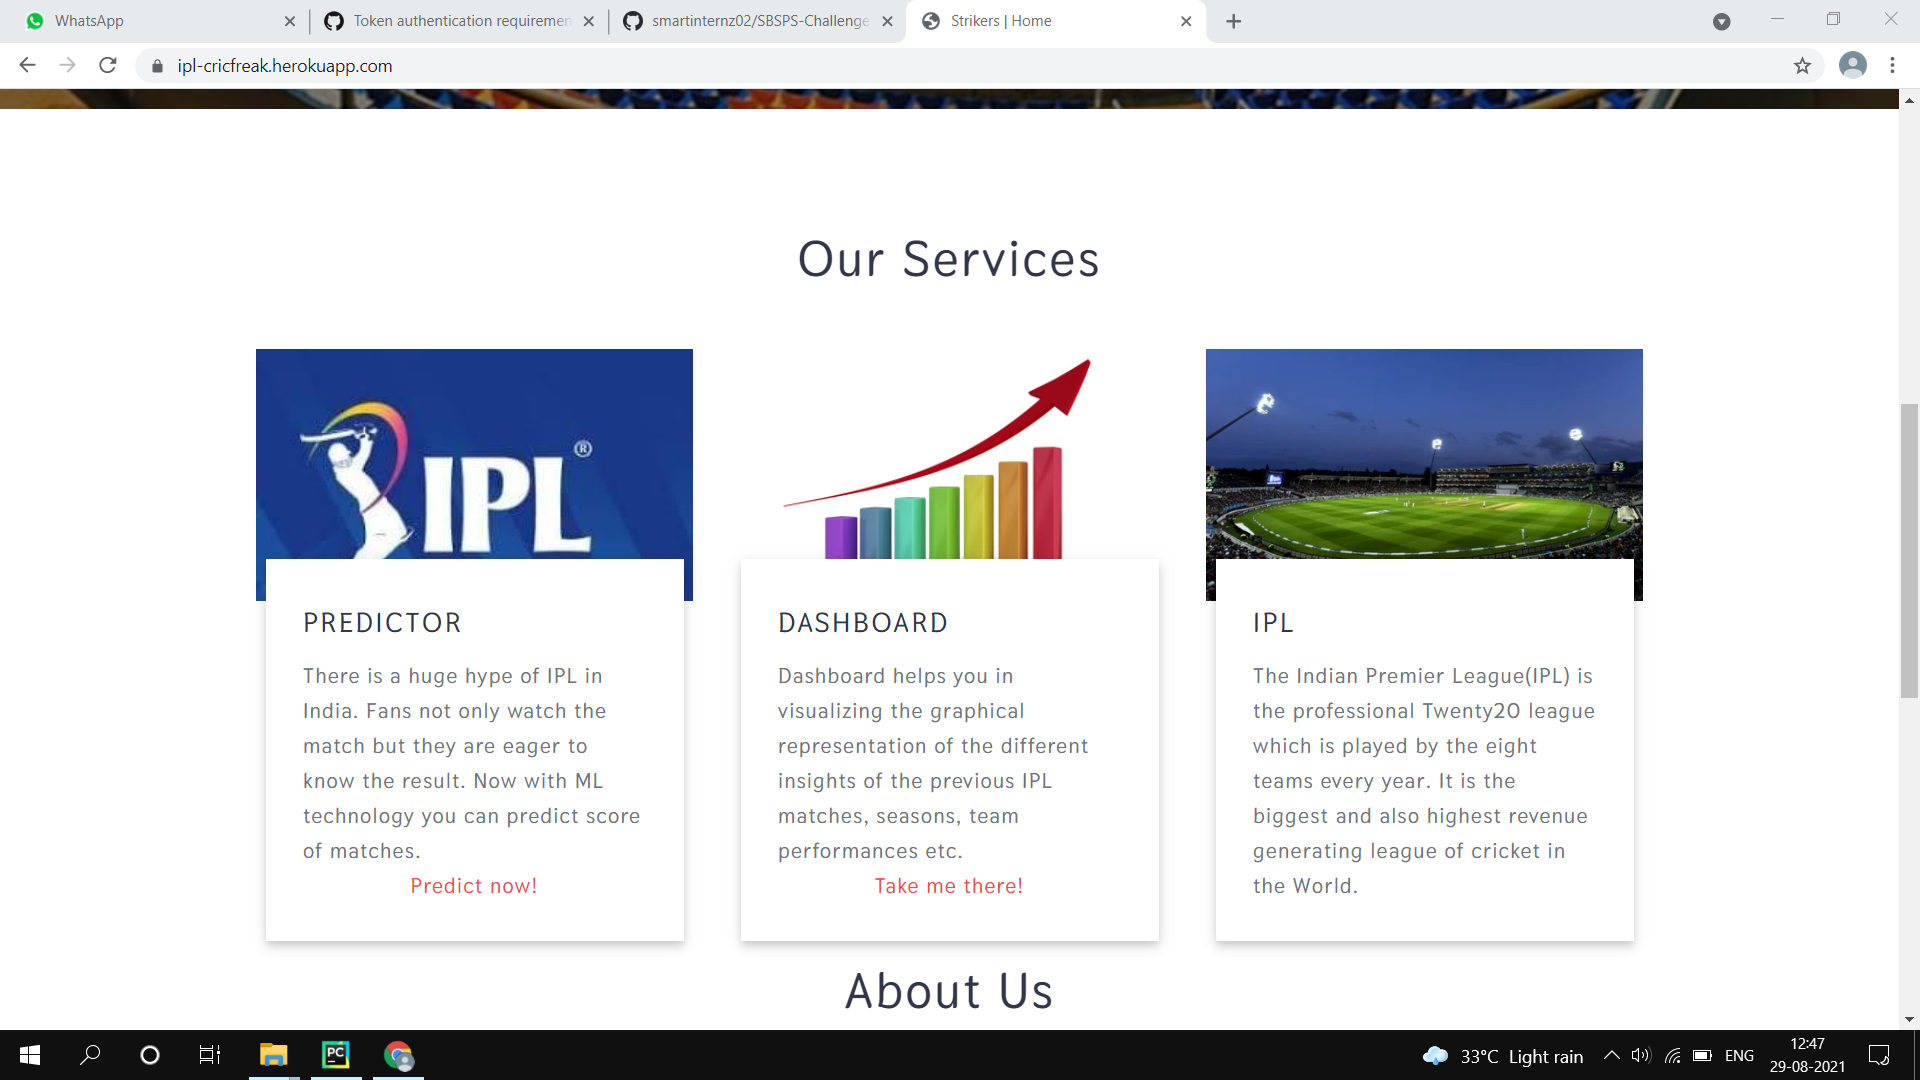 WhatsApp
Token authentication requiremen
smartinternz02/SBSPS-Challenge
Strikers | Home
ipl-cricfreak.herokuapp.com
Our Services
IPL®
PREDICTOR
There is a huge hype of IPL in
India. Fans not only watch the
match but they are eager to
know the result. Now with ML
technology you can predict score
of matches.
Predict now!
DASHBOARD
Dashboard helps you in
visualizing the graphical
representation of the different
insights of the previous IPL
matches, seasons, team
performances etc.
Take me there!
IPL
The Indian Premier League(IPL) is
the professional Twenty20 league
which is played by the eight
teams every year. It is the
biggest and also highest revenue
generating league of cricket in
the World.
About Us
PC
33°C Light rain
ENG
12:47
29-08-2021